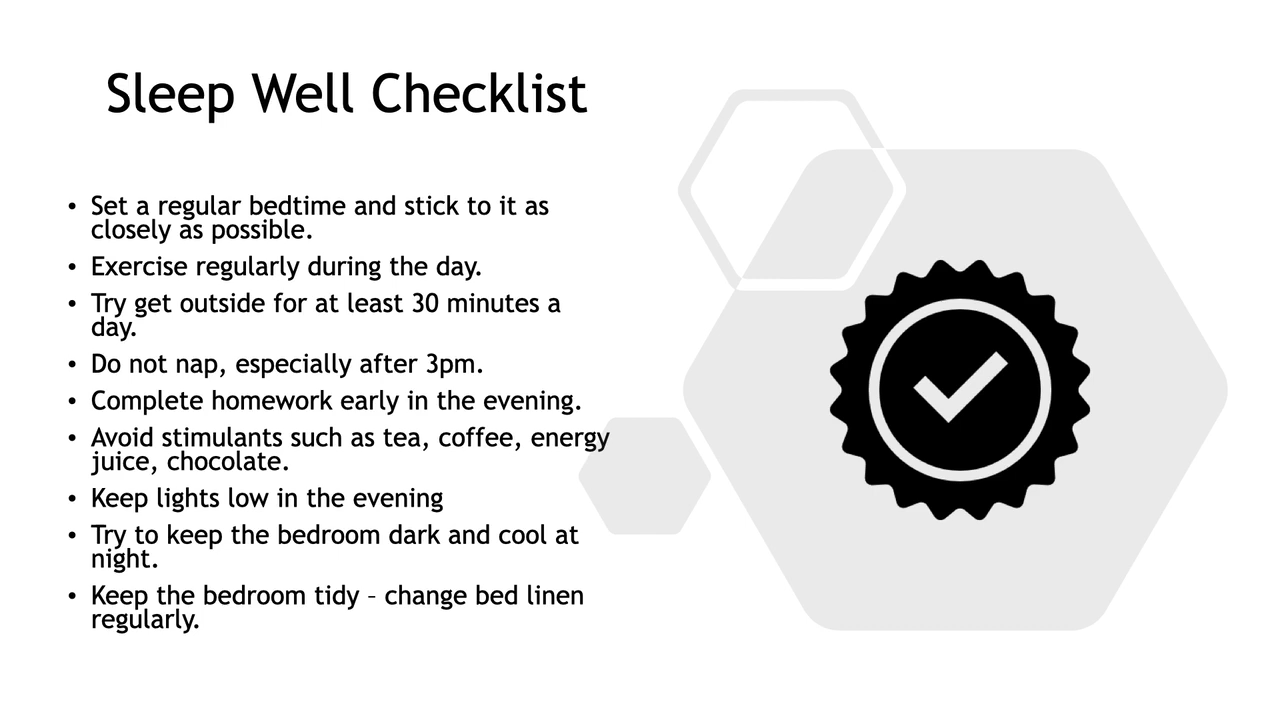 Sleep Well Checklist
• Set a regular bedtime and stick to it as
closely as possible.
• Exercise regularly during the day.
• Try get outside for at least 30 minutes a
day.
• Do not nap, especially after 3pm.
• Complete homework early in the evening.
• Avoid stimulants such as tea, coffee, energy
juice, chocolate.
• Keep lights low in the evening
• Try to keep the bedroom dark and cool at
night.
• Keep the bedroom tidy – change bed linen
regularly.